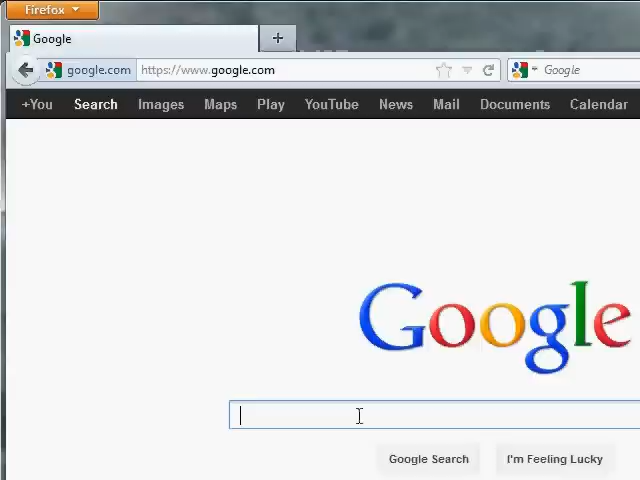 Firefox
Google
google.com https://www.google.com Google
+You Search Images Maps Play YouTube News Mail Documents Calendar
Google
Google Search I'm Feeling Lucky